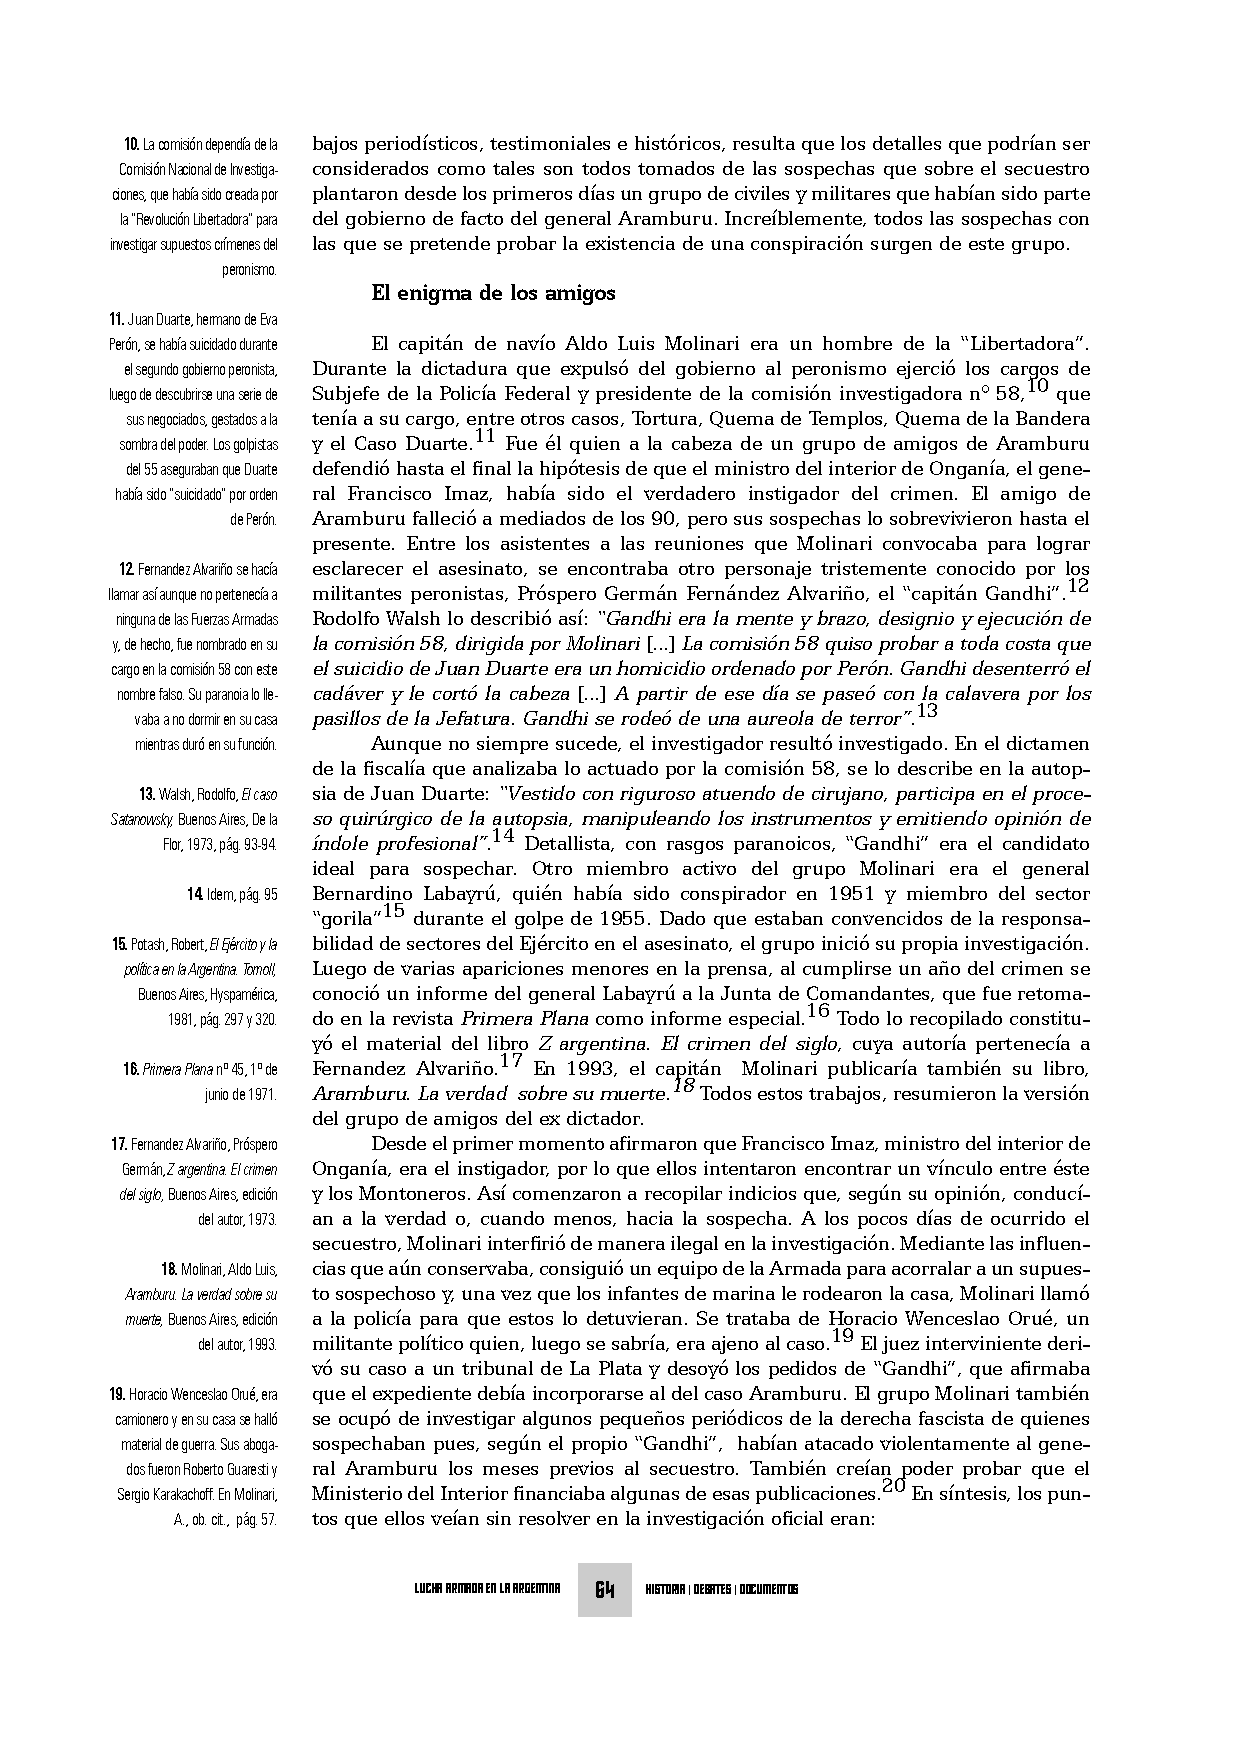 10. La comisión dependía de la
Comisión Nacional de Investiga-
ciones, que había sido creada por
la "Revolución Libertadora" para
investigar supuestos crímenes del
peronismo.
11. Juan Duarte, hermano de Eva
Perón, se había suicidado durante
el segundo gobierno peronista,
luego de descubrirse una serie de
sus negociados, gestados a la
sombra del poder. Los golpistas
del 55 aseguraban que Duarte
había sido "suicidado" por orden
de Perón.
12. Fernandez Alvariño se hacía
llamar así aunque no pertenecía a
ninguna de las Fuerzas Armadas
y, de hecho, fue nombrado en su
cargo en la comisión 58 con este
nombre falso. Su paranoia lo lle-
vaba a no dormir en su casa
mientras duró en su función.
13. Walsh, Rodolfo, El caso
Satanowsky, Buenos Aires, De la
Flor, 1973, pág. 93-94.
14. Idem, pág. 95
15. Potash, Robert, El Ejército y la
política en la Argentina. TomoII,
Buenos Aires, Hyspamérica,
1981, pág. 297 y 320.
16. Primera Plana nº 45, 1º de
junio de 1971.
17. Fernandez Alvariño, Próspero
Germán, Z argentina. El crimen
del siglo, Buenos Aires, edición
del autor, 1973.
18. Molinari, Aldo Luis,
Aramburu. La verdad sobre su
muerte, Buenos Aires, edición
del autor, 1993.
19. Horacio Wenceslao Orué, era
camionero y en su casa se halló
material de guerra. Sus aboga-
dos fueron Roberto Guaresti y
Sergio Karakachoff. En Molinari,
A., ob. cit., pág. 57.
bajos periodísticos, testimoniales e históricos, resulta que los detalles que podrían ser
considerados como tales son todos tomados de las sospechas que sobre el secuestro
plantaron desde los primeros días un grupo de civiles y militares que habían sido parte
del gobierno de facto del general Aramburu. Increíblemente, todos las sospechas con
las que se pretende probar la existencia de una conspiración surgen de este grupo.
El enigma de los amigos
El capitán de navío Aldo Luis Molinari era un hombre de la “Libertadora”.
Durante la dictadura que expulsó del gobierno al peronismo ejerció los cargos de
Subjefe de la Policía Federal y presidente de la comisión investigadora nº 58,10 que
tenía a su cargo, entre otros casos, Tortura, Quema de Templos, Quema de la Bandera
y el Caso Duarte.11 Fue él quien a la cabeza de un grupo de amigos de Aramburu
defendió hasta el final la hipótesis de que el ministro del interior de Onganía, el gene-
ral Francisco Imaz, había sido el verdadero instigador del crimen. El amigo de
Aramburu falleció a mediados de los 90, pero sus sospechas lo sobrevivieron hasta el
presente. Entre los asistentes a las reuniones que Molinari convocaba para lograr
esclarecer el asesinato, se encontraba otro personaje tristemente conocido por los
militantes peronistas, Próspero Germán Fernández Alvariño, el “capitán Gandhi”.12
Rodolfo Walsh lo describió así: “Gandhi era la mente y brazo, designio y ejecución de
la comisión 58, dirigida por Molinari [...] La comisión 58 quiso probar a toda costa que
el suicidio de Juan Duarte era un homicidio ordenado por Perón. Gandhi desenterró el
cadáver y le cortó la cabeza [...] A partir de ese día se paseó con la calavera por los
pasillos de la Jefatura. Gandhi se rodeó de una aureola de terror”.13
Aunque no siempre sucede, el investigador resultó investigado. En el dictamen
de la fiscalía que analizaba lo actuado por la comisión 58, se lo describe en la autop-
sia de Juan Duarte: “Vestido con riguroso atuendo de cirujano, participa en el proce-
so quirúrgico de la autopsia, manipuleando los instrumentos y emitiendo opinión de
índole profesional”.14 Detallista, con rasgos paranoicos, “Gandhi” era el candidato
ideal para sospechar. Otro miembro activo del grupo Molinari era el general
Bernardino Labayrú, quién había sido conspirador en 1951 y miembro del sector
“gorila”15 durante el golpe de 1955. Dado que estaban convencidos de la responsa-
bilidad de sectores del Ejército en el asesinato, el grupo inició su propia investigación.
Luego de varias apariciones menores en la prensa, al cumplirse un año del crimen se
conoció un informe del general Labayrú a la Junta de Comandantes, que fue retoma-
do en la revista Primera Plana como informe especial.16 Todo lo recopilado constitu-
yó el material del libro Z argentina. El crimen del siglo, cuya autoría pertenecía a
Fernandez Alvariño.17 En 1993, el capitán Molinari publicaría también su libro,
Aramburu. La verdad sobre su muerte.18 Todos estos trabajos, resumieron la versión
del grupo de amigos del ex dictador.
Desde el primer momento afirmaron que Francisco Imaz, ministro del interior de
Onganía, era el instigador, por lo que ellos intentaron encontrar un vínculo entre éste
y los Montoneros. Así comenzaron a recopilar indicios que, según su opinión, conducí-
an a la verdad o, cuando menos, hacia la sospecha. A los pocos días de ocurrido el
secuestro, Molinari interfirió de manera ilegal en la investigación. Mediante las influen-
cias que aún conservaba, consiguió un equipo de la Armada para acorralar a un supues-
to sospechoso y, una vez que los infantes de marina le rodearon la casa, Molinari llamó
a la policía para que estos lo detuvieran. Se trataba de Horacio Wenceslao Orué, un
militante político quien, luego se sabría, era ajeno al caso.19 El juez interviniente deri-
vó su caso a un tribunal de La Plata y desoyó los pedidos de “Gandhi”, que afirmaba
que el expediente debía incorporarse al del caso Aramburu. El grupo Molinari también
se ocupó de investigar algunos pequeños periódicos de la derecha fascista de quienes
sospechaban pues, según el propio “Gandhi”, habían atacado violentamente al gene-
ral Aramburu los meses previos al secuestro. También creían poder probar que el
Ministerio del Interior financiaba algunas de esas publicaciones.20 En síntesis, los pun-
tos que ellos veían sin resolver en la investigación oficial eran:
LUCHA ARMADA EN LA ARGENTINA 64 HISTORIA | DEBATES | DOCUMENTOS